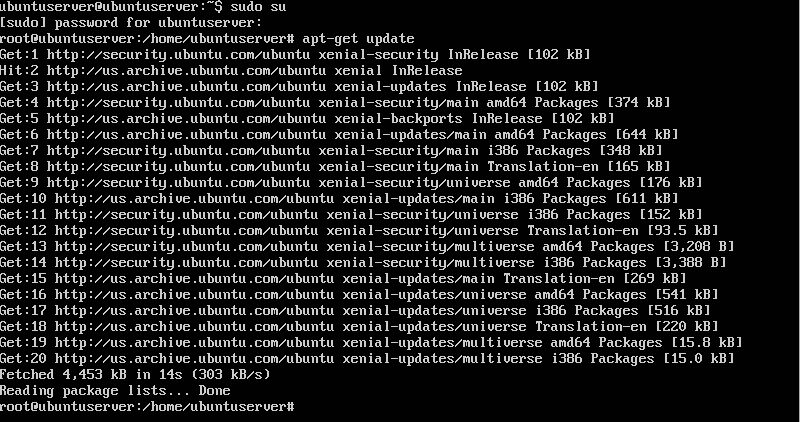 ubuntuserver@ubuntuserver:~$ sudo su
[sudo] password for ubuntuserver:
root@ubuntuserver:/home/ubuntuserver# apt-get update
Get:1 http://security.ubuntu.com/ubuntu xenial-security InRelease [102 kB]
Hit:2 http://us.archive.ubuntu.com/ubuntu xenial InRelease
Get:3 http://us.archive.ubuntu.com/ubuntu xenial-updates InRelease [102 kB]
Get:4 http://security.ubuntu.com/ubuntu xenial-security/main amd64 Packages [374 kB]
Get:5 http://us.archive.ubuntu.com/ubuntu xenial-backports InRelease [102 kB]
Get:6 http://us.archive.ubuntu.com/ubuntu xenial-updates/main amd64 Packages [644 kB]
Get:7 http://security.ubuntu.com/ubuntu xenial-security/main i386 Packages [348 kB]
Get:8 http://security.ubuntu.com/ubuntu xenial-security/main Translation-en [165 kB]
Get:9 http://security.ubuntu.com/ubuntu xenial-security/universe amd64 Packages [176 kB]
Get:10 http://us.archive.ubuntu.com/ubuntu xenial-updates/main i386 Packages [611 kB]
Get:11 http://security.ubuntu.com/ubuntu xenial-security/universe i386 Packages [152 kB]
Get:12 http://security.ubuntu.com/ubuntu xenial-security/universe Translation-en [93.5 kB]
Get:13 http://security.ubuntu.com/ubuntu xenial-security/multiverse amd64 Packages [3,208 B]
Get:14 http://security.ubuntu.com/ubuntu xenial-security/multiverse i386 Packages [3,388 B]
Get:15 http://us.archive.ubuntu.com/ubuntu xenial-updates/main Translation-en [269 kB]
Get:16 http://us.archive.ubuntu.com/ubuntu xenial-updates/universe amd64 Packages [541 kB]
Get:17 http://us.archive.ubuntu.com/ubuntu xenial-updates/universe i386 Packages [516 kB]
Get:18 http://us.archive.ubuntu.com/ubuntu xenial-updates/universe Translation-en [220 kB]
Get:19 http://us.archive.ubuntu.com/ubuntu xenial-updates/multiverse amd64 Packages [15.8 kB]
Get:20 http://us.archive.ubuntu.com/ubuntu xenial-updates/multiverse i386 Packages [15.0 kB]
Fetched 4,453 kB in 14s (303 kB/s)
Reading package lists... Done
root@ubuntuserver:/home/ubuntuserver#